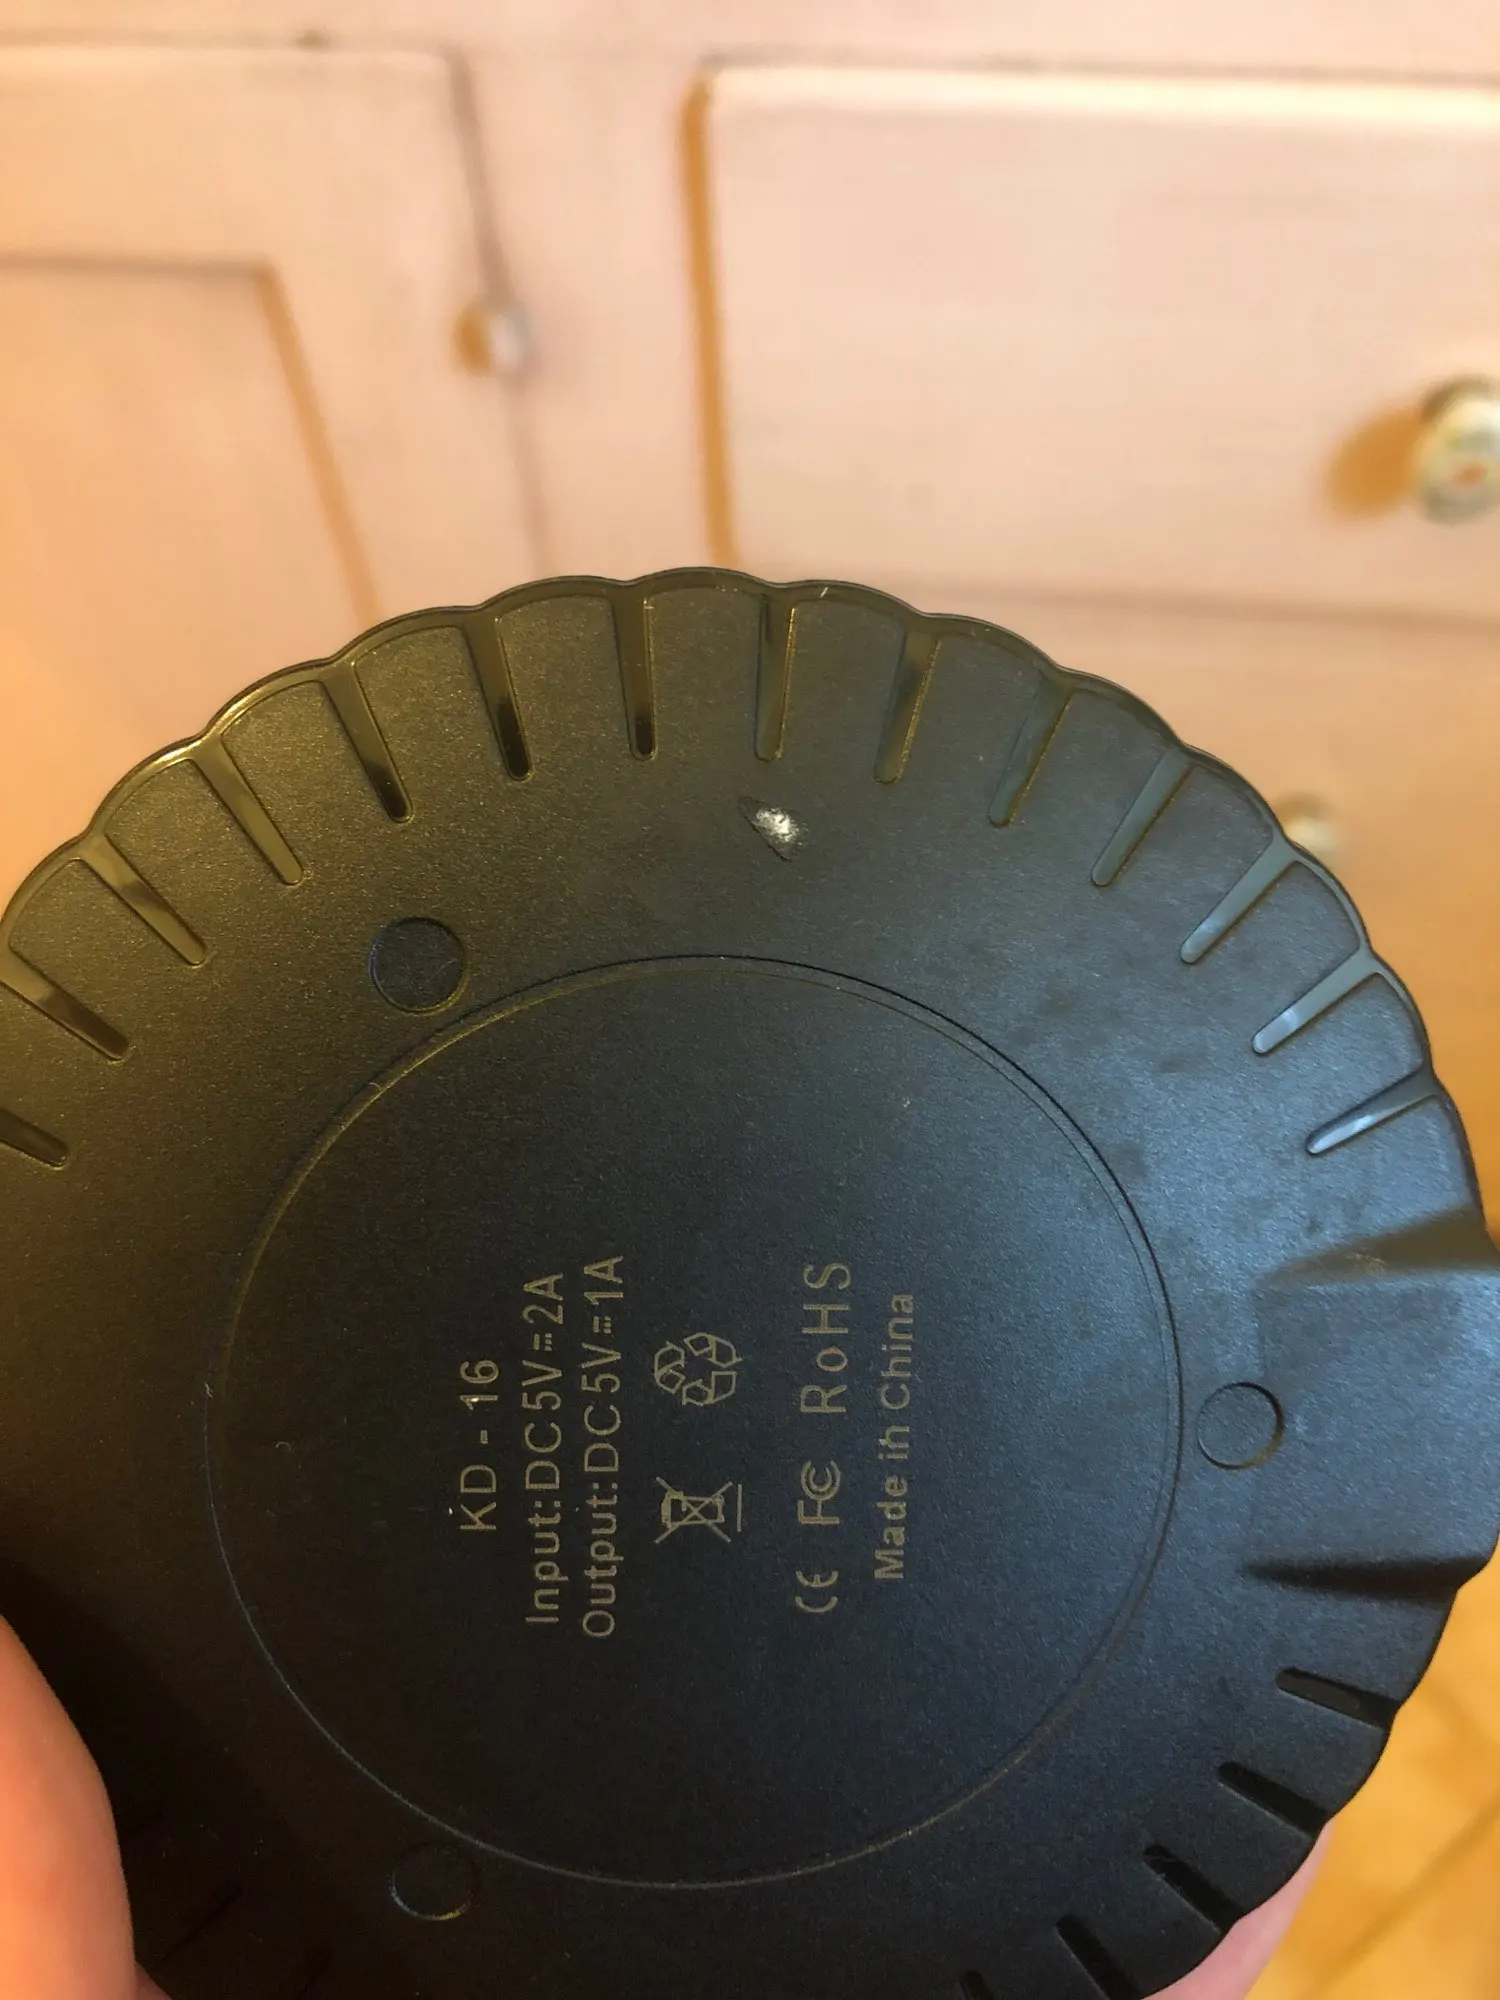 KD-16
Input:DC5V⎓2A
Output:DC5V⎓1A
CE FC RoHS
Made in China